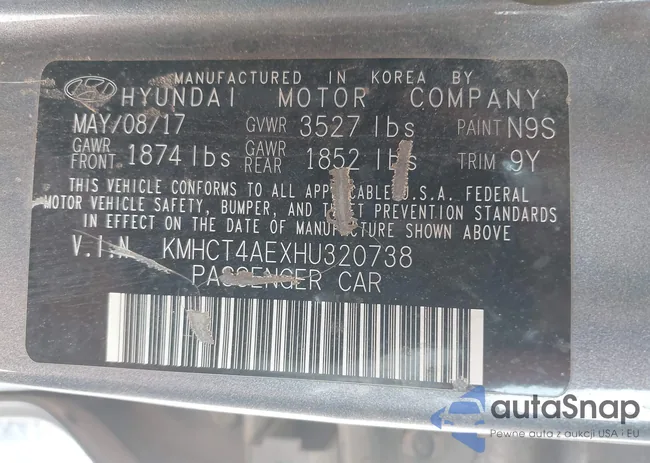 MANUFACTURED IN KOREA BY
HYUNDAI MOTOR COMPANY
MAY/08/17 GVWR 3527 lbs PAINT N9S
GAWR FRONT 1874 lbs GAWR REAR 1852 lbs TRIM 9Y
THIS VEHICLE CONFORMS TO ALL APPLICABLE U.S.A. FEDERAL
MOTOR VEHICLE SAFETY, BUMPER, AND THEFT PREVENTION STANDARDS
IN EFFECT ON THE DATE OF MANUFACTURE SHOWN ABOVE.
V.I.N. KMHCT4AEXHU320738
PASSENGER CAR
autaSnap
Pewne auta z aukcji USA i EU